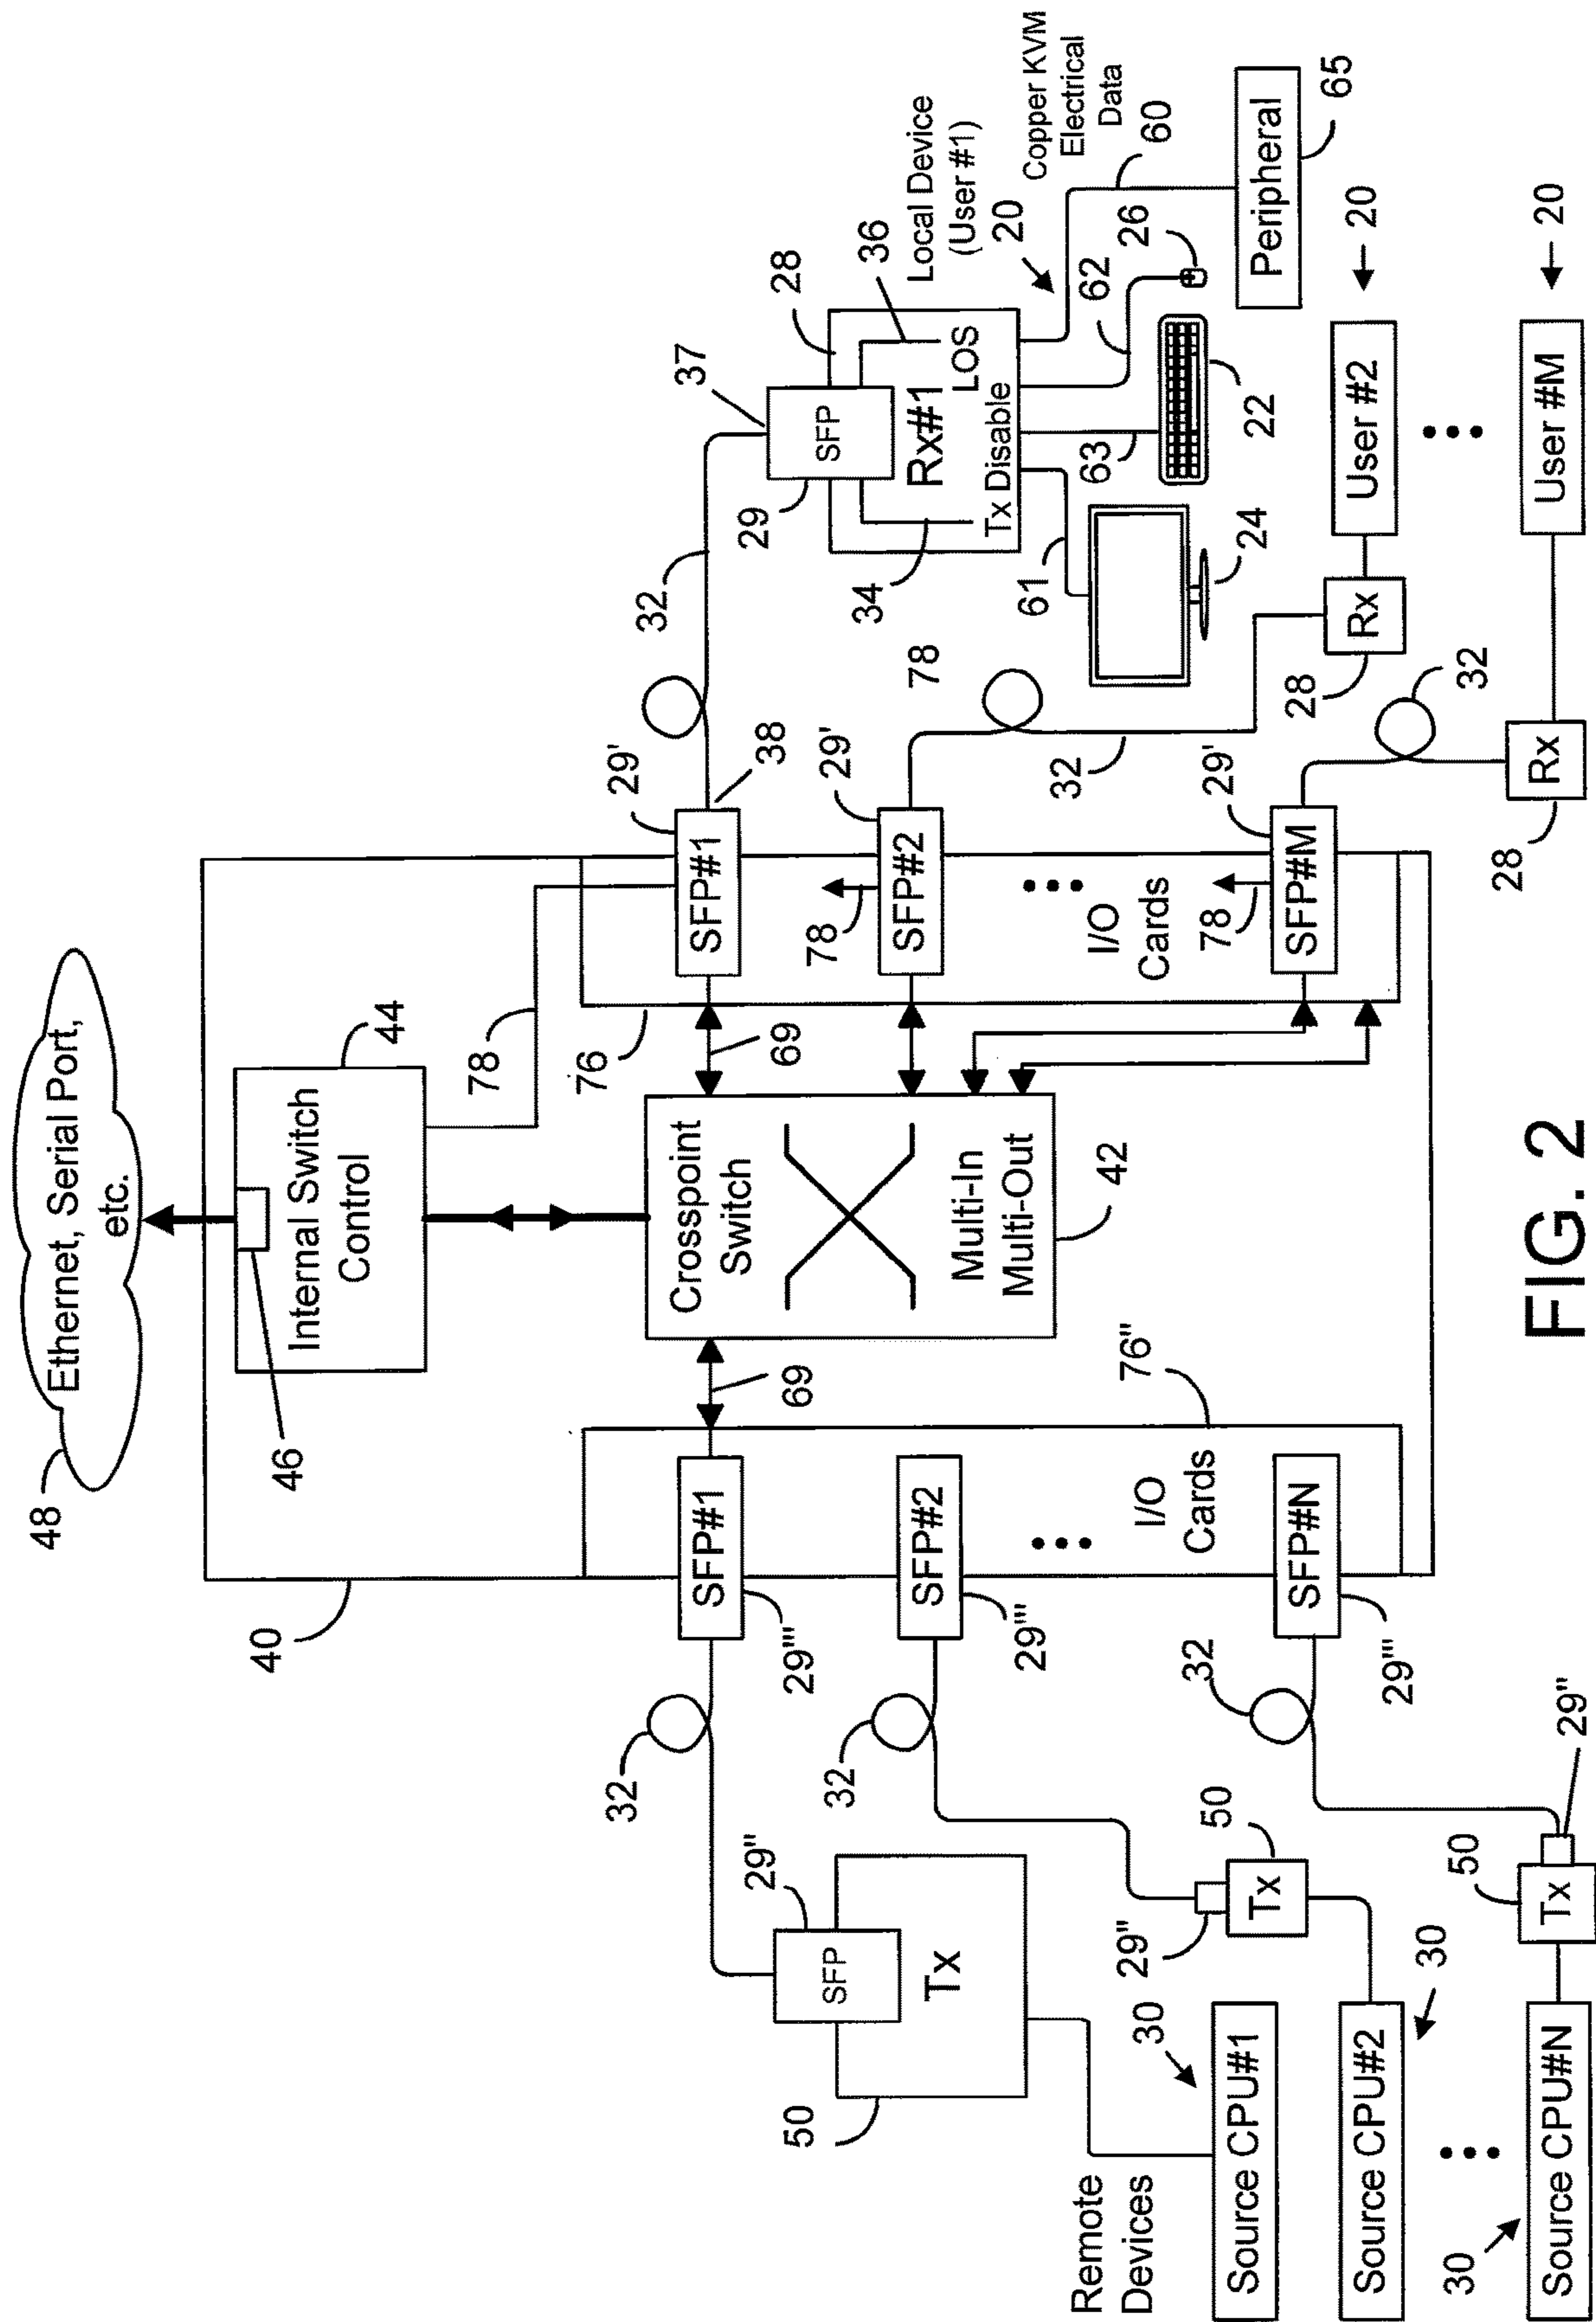 48
Ethernet, Serial Port,
etc.
46
Internal Switch
Control
44
40
78
76
Crosspoint
Switch
Multi-In
Multi-Out
42
69
69
SFP#1
29'''
SFP#2
29'''
SFP#N
29'''
I/O
Cards
76"
32
32
32
SFP
29"
Tx
50
29"
Tx
50
50
Tx
29"
Remote
Devices
30
Source CPU#1
Source CPU#2
30
30
Source CPU#N
SFP#1
29'
38
78
SFP#2
29'
78
I/O
Cards
78
SFP#M
29'
32
37
SFP
29
28
36
Rx#1
LOS
Tx Disable
34
Local Device
(User #1)
20
Copper KVM
Electrical
Data
60
61
63
62
26
24
22
Peripheral
65
32
Rx
28
User #2
20
32
Rx
28
User #M
20
FIG. 2